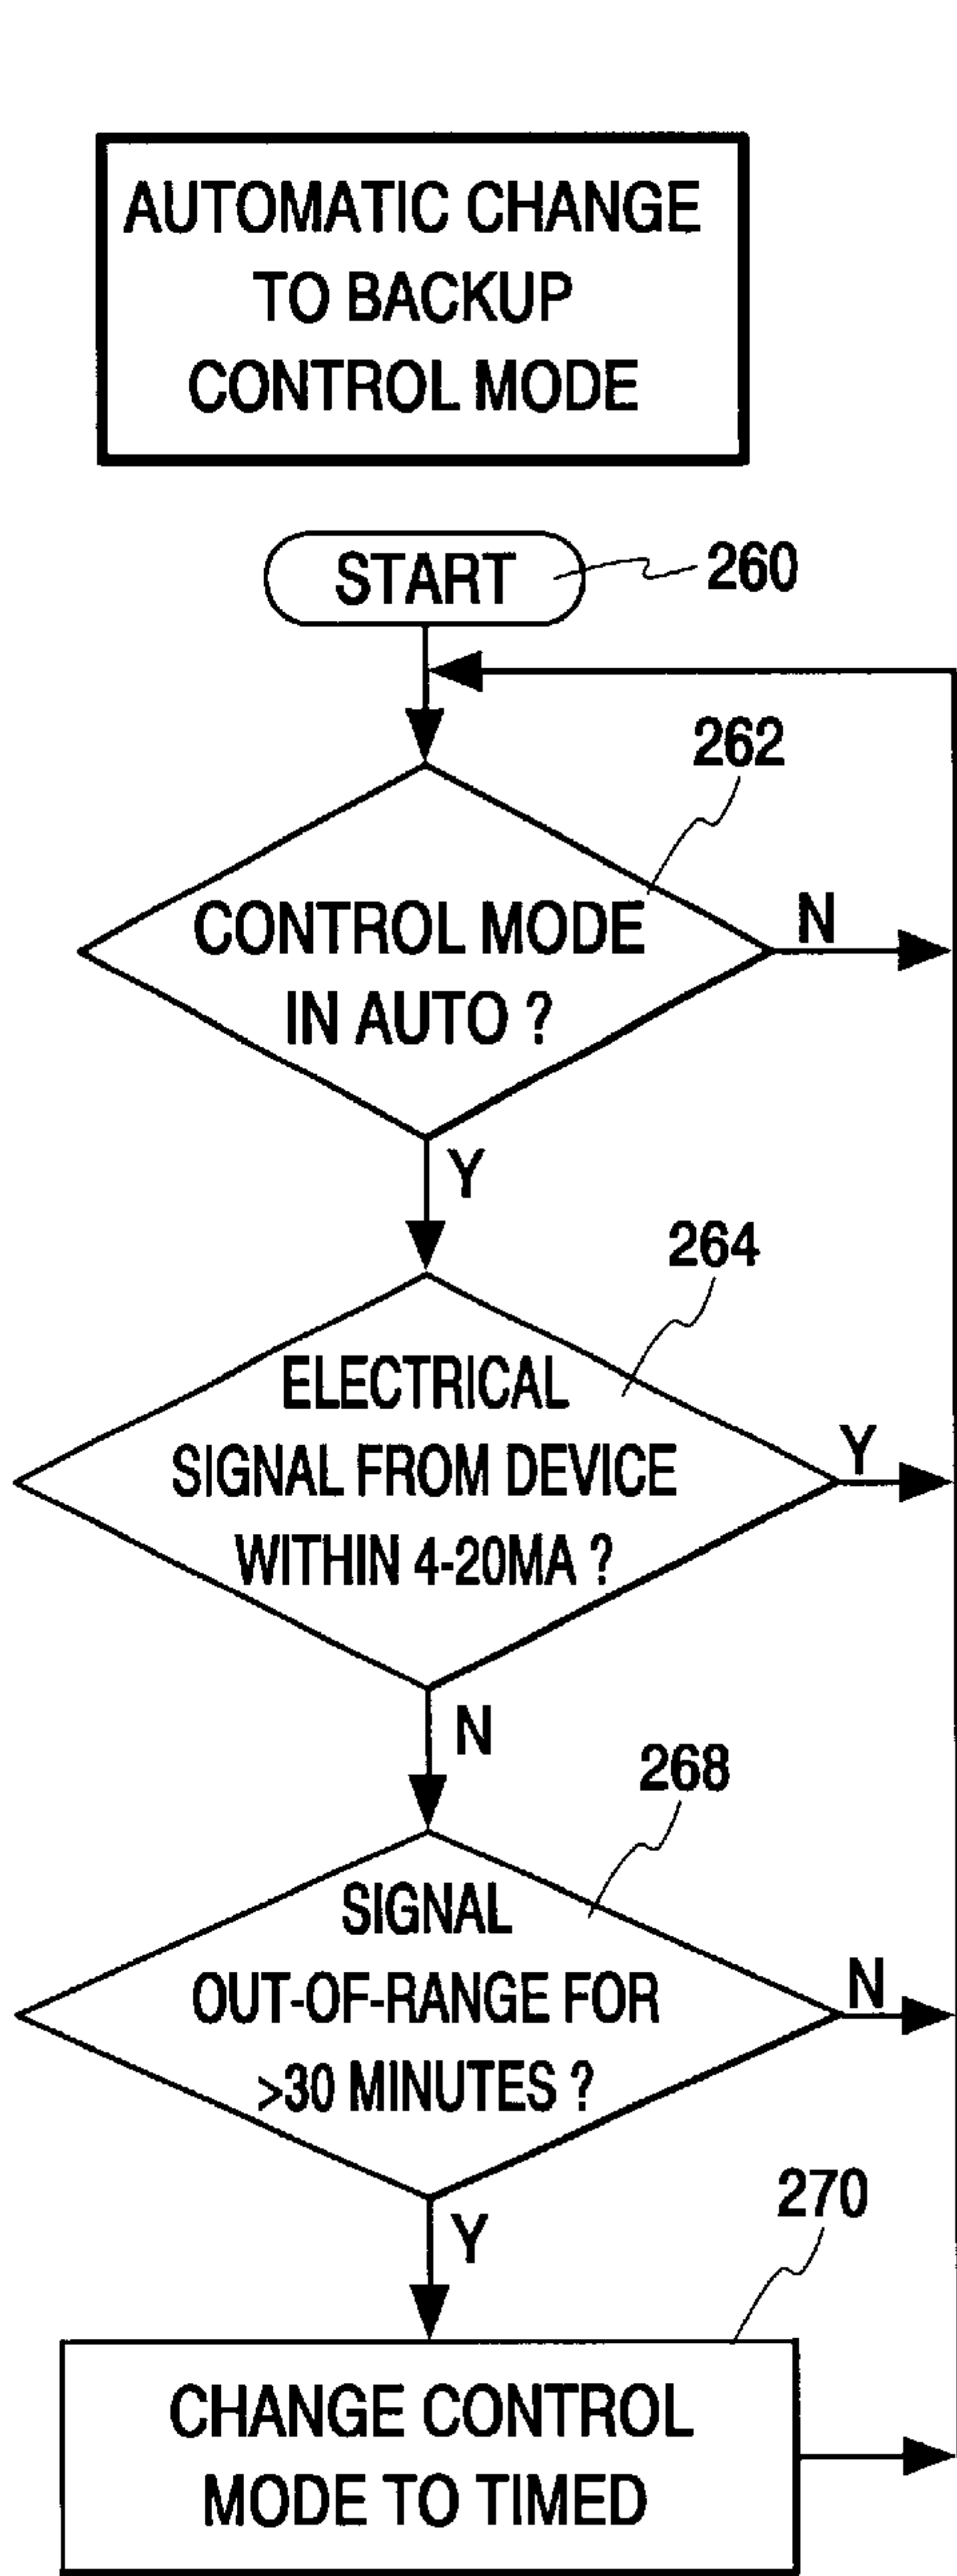 AUTOMATIC CHANGE
TO BACKUP
CONTROL MODE
START
260
262
CONTROL MODE
IN AUTO ?
N
Y
264
ELECTRICAL
SIGNAL FROM DEVICE
WITHIN 4-20MA ?
Y
N
268
SIGNAL
OUT-OF-RANGE FOR
>30 MINUTES ?
N
Y
270
CHANGE CONTROL
MODE TO TIMED